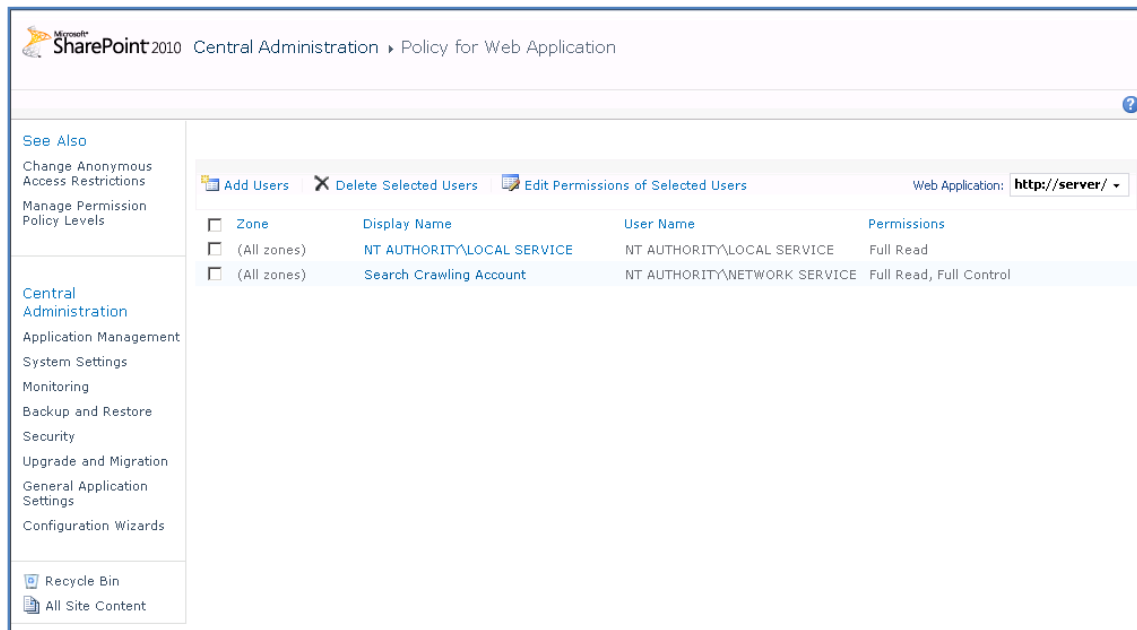 Microsoft®
SharePoint 2010 Central Administration ▸ Policy for Web Application
See Also
Change Anonymous
Access Restrictions
Manage Permission
Policy Levels
Central
Administration
Application Management
System Settings
Monitoring
Backup and Restore
Security
Upgrade and Migration
General Application
Settings
Configuration Wizards
Recycle Bin
All Site Content
Add Users Delete Selected Users Edit Permissions of Selected Users Web Application: http://server/
Zone Display Name User Name Permissions
(All zones) NT AUTHORITY\LOCAL SERVICE NT AUTHORITY\LOCAL SERVICE Full Read
(All zones) Search Crawling Account NT AUTHORITY\NETWORK SERVICE Full Read, Full Control